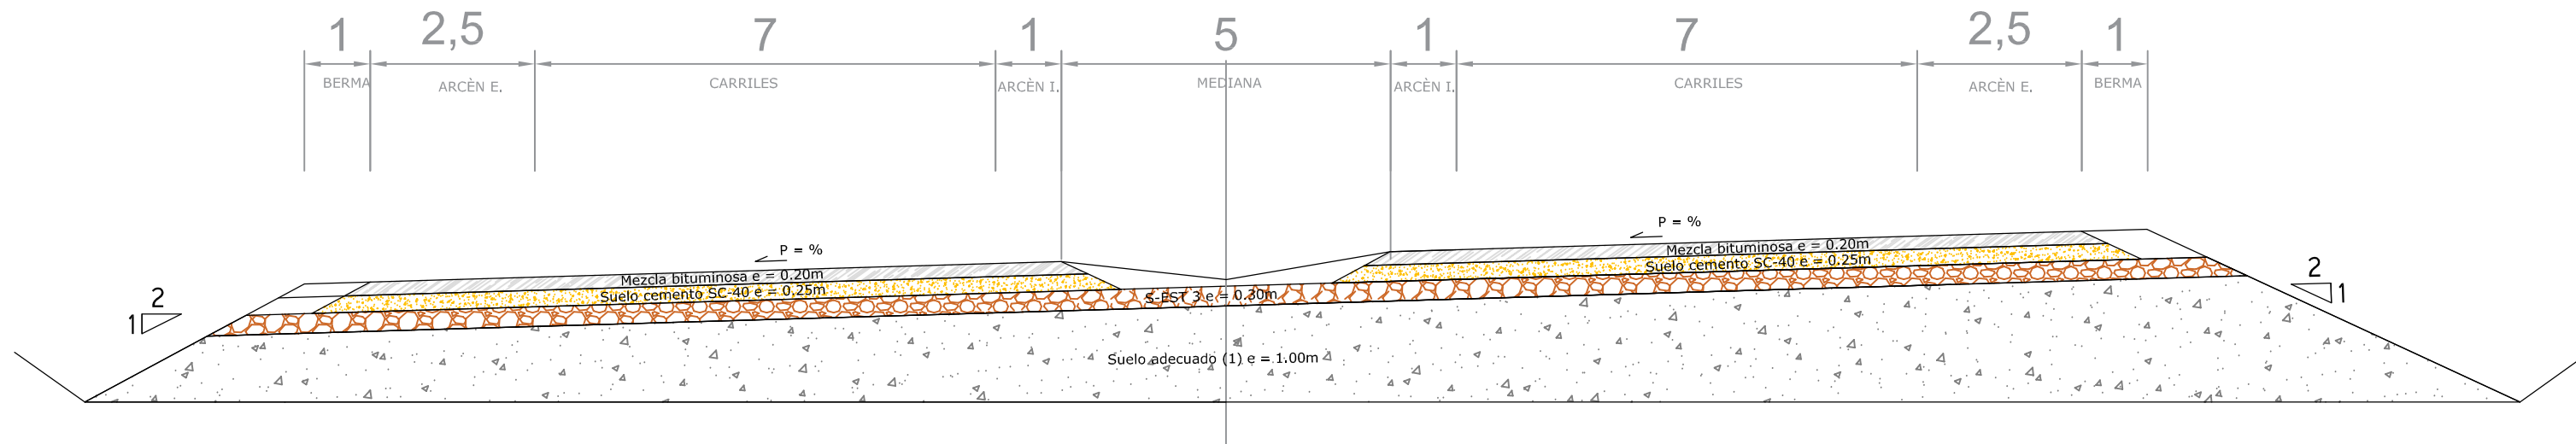 1 2,5 7 1 5 1 7 2,5 1
BERMA ARCÈN E. CARRILES ARCÈN I. MEDIANA ARCÈN I. CARRILES ARCÈN E. BERMA
P = %
P = %
Mezcla bituminosa e = 0.20m
Suelo cemento SC-40 e = 0.25m
Mezcla bituminosa e = 0.20m
Suelo cemento SC-40 e = 0.25m
S-EST 3 e = 0.30m
2
1
2
1
Suelo adecuado (1) e = 1.00m